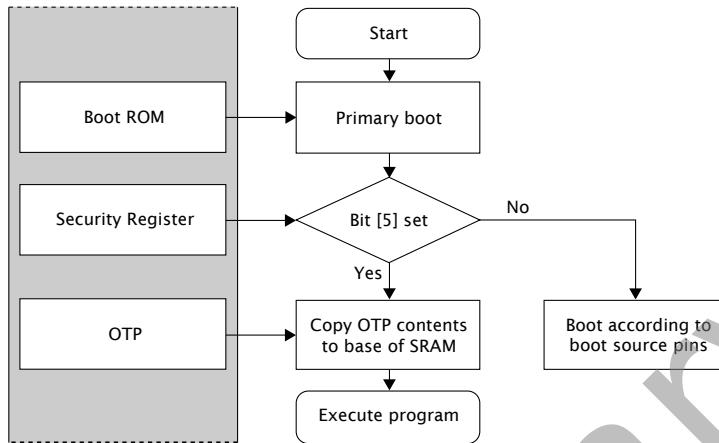 Start
Boot ROM
Primary boot
Security Register
Bit [5] set
No
Yes
OTP
Copy OTP contents
to base of SRAM
Boot according to
boot source pins
Execute program